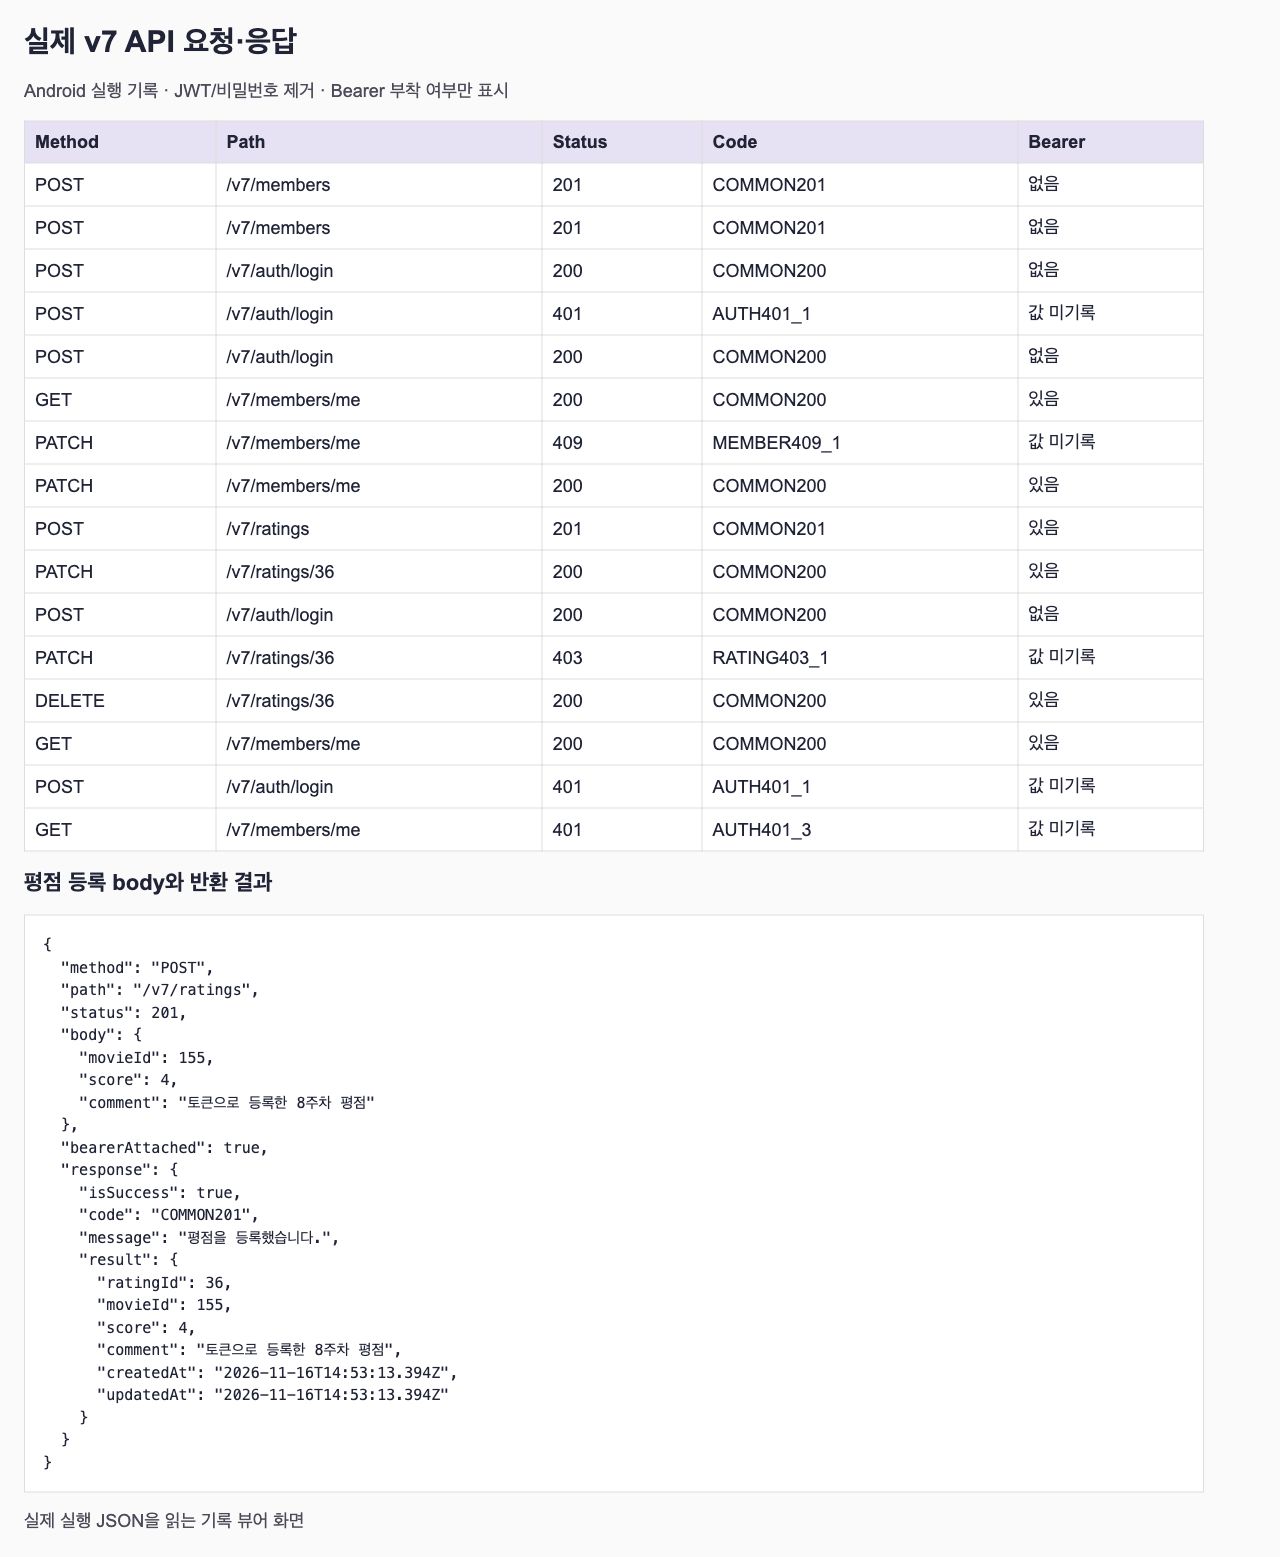 실제 v7 API 요청·응답
Android 실행 기록 · JWT/비밀번호 제거 · Bearer 부착 여부만 표시
Method Path Status Code Bearer
POST /v7/members 201 COMMON201 없음
POST /v7/members 201 COMMON201 없음
POST /v7/auth/login 200 COMMON200 없음
POST /v7/auth/login 401 AUTH401_1 값 미기록
POST /v7/auth/login 200 COMMON200 없음
GET /v7/members/me 200 COMMON200 있음
PATCH /v7/members/me 409 MEMBER409_1 값 미기록
PATCH /v7/members/me 200 COMMON200 있음
POST /v7/ratings 201 COMMON201 있음
PATCH /v7/ratings/36 200 COMMON200 있음
POST /v7/auth/login 200 COMMON200 없음
PATCH /v7/ratings/36 403 RATING403_1 값 미기록
DELETE /v7/ratings/36 200 COMMON200 있음
GET /v7/members/me 200 COMMON200 있음
POST /v7/auth/login 401 AUTH401_1 값 미기록
GET /v7/members/me 401 AUTH401_3 값 미기록
평점 등록 body와 반환 결과
{
  "method": "POST",
  "path": "/v7/ratings",
  "status": 201,
  "body": {
    "movieId": 155,
    "score": 4,
    "comment": "토큰으로 등록한 8주차 평점"
  },
  "bearerAttached": true,
  "response": {
    "isSuccess": true,
    "code": "COMMON201",
    "message": "평점을 등록했습니다.",
    "result": {
      "ratingId": 36,
      "movieId": 155,
      "score": 4,
      "comment": "토큰으로 등록한 8주차 평점",
      "createdAt": "2026-11-16T14:53:13.394Z",
      "updatedAt": "2026-11-16T14:53:13.394Z"
    }
  }
}
실제 실행 JSON을 읽는 기록 뷰어 화면